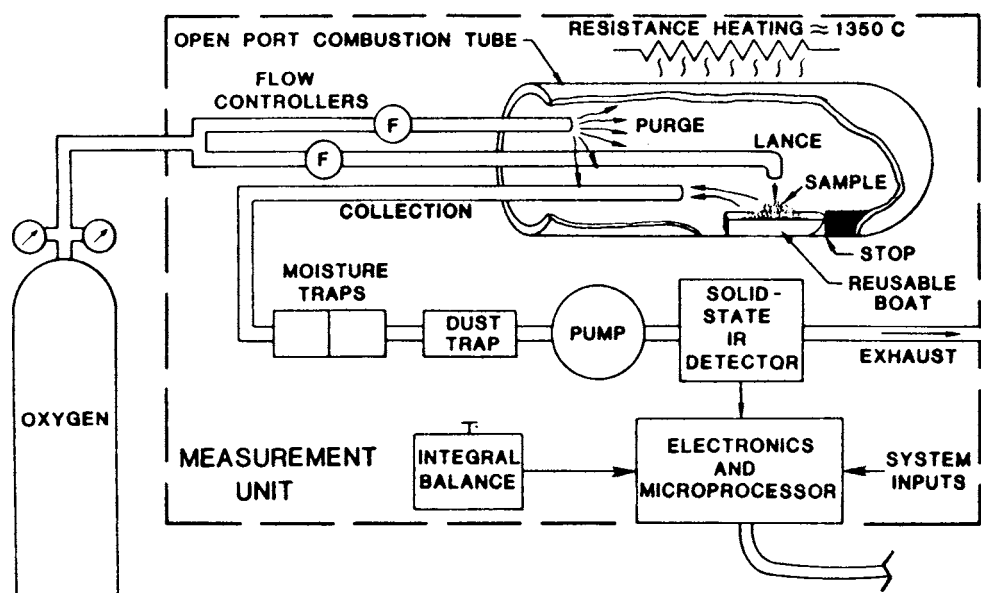 RESISTANCE HEATING ≈ 1350 C
OPEN PORT COMBUSTION TUBE
FLOW
CONTROLLERS
F
F
PURGE
LANCE
SAMPLE
COLLECTION
STOP
REUSABLE
BOAT
MOISTURE
TRAPS
DUST
TRAP
PUMP
SOLID-
STATE
IR
DETECTOR
EXHAUST
OXYGEN
MEASUREMENT
UNIT
INTEGRAL
BALANCE
ELECTRONICS
AND
MICROPROCESSOR
SYSTEM
INPUTS